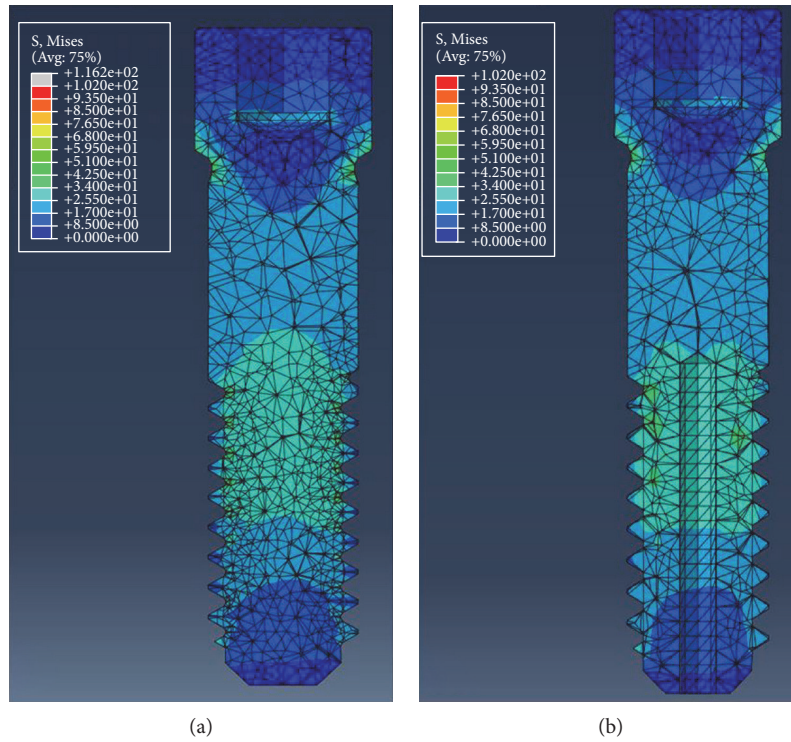 S, Mises
(Avg: 75%)
+1.162e+02
+1.020e+02
+9.350e+01
+8.500e+01
+7.650e+01
+6.800e+01
+5.950e+01
+5.100e+01
+4.250e+01
+3.400e+01
+2.550e+01
+1.700e+01
+8.500e+00
+0.000e+00
(a)
S, Mises
(Avg: 75%)
+1.020e+02
+9.350e+01
+8.500e+01
+7.650e+01
+6.800e+01
+5.950e+01
+5.100e+01
+4.250e+01
+3.400e+01
+2.550e+01
+1.700e+01
+8.500e+00
+0.000e+00
(b)